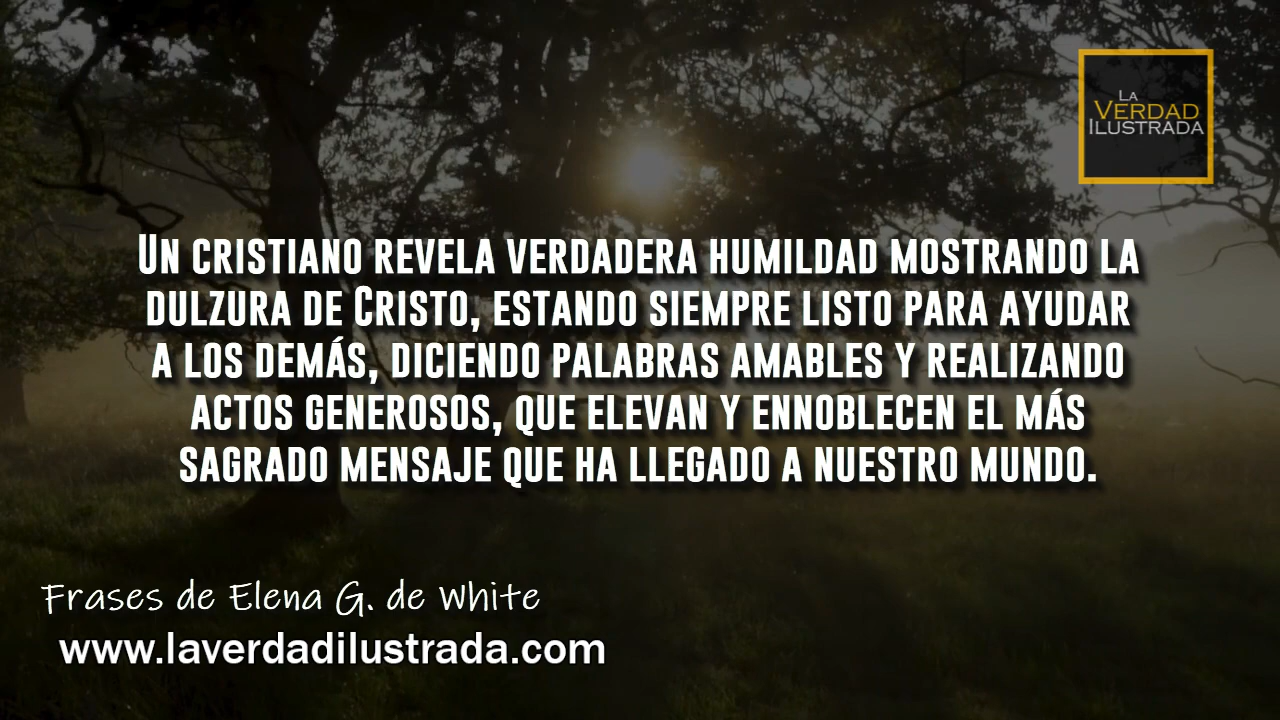 La
Verdad
Ilustrada
Un cristiano revela verdadera humildad mostrando la
dulzura de Cristo, estando siempre listo para ayudar
a los demás, diciendo palabras amables y realizando
actos generosos, que elevan y ennoblecen el más
sagrado mensaje que ha llegado a nuestro mundo.
Frases de Elena G. de White
www.laverdadilustrada.com